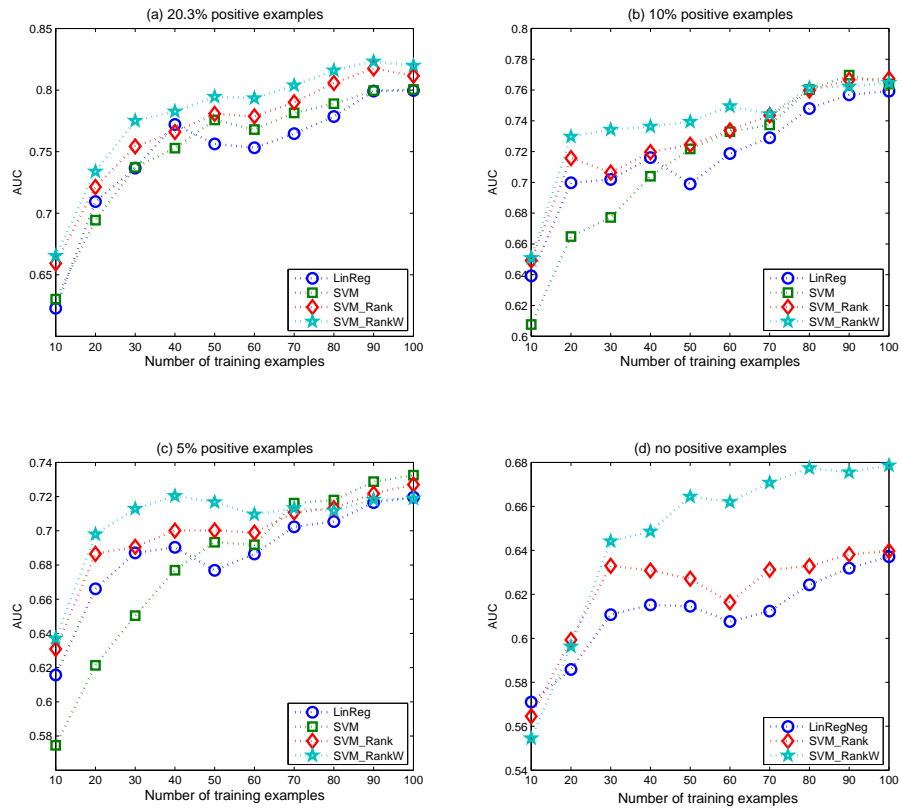 (a) 20.3% positive examples
0.85
0.8
0.75
0.7
0.65
AUC
10 20 30 40 50 60 70 80 90 100
Number of training examples
LinReg
SVM
SVM_Rank
SVM_RankW
(b) 10% positive examples
0.8
0.78
0.76
0.74
0.72
0.7
0.68
0.66
0.64
0.62
0.6
AUC
10 20 30 40 50 60 70 80 90 100
Number of training examples
LinReg
SVM
SVM_Rank
SVM_RankW
(c) 5% positive examples
0.74
0.72
0.7
0.68
0.66
0.64
0.62
0.6
0.58
AUC
10 20 30 40 50 60 70 80 90 100
Number of training examples
LinReg
SVM
SVM_Rank
SVM_RankW
(d) no positive examples
0.68
0.66
0.64
0.62
0.6
0.58
0.56
0.54
AUC
10 20 30 40 50 60 70 80 90 100
Number of training examples
LinRegNeg
SVM_Rank
SVM_RankW